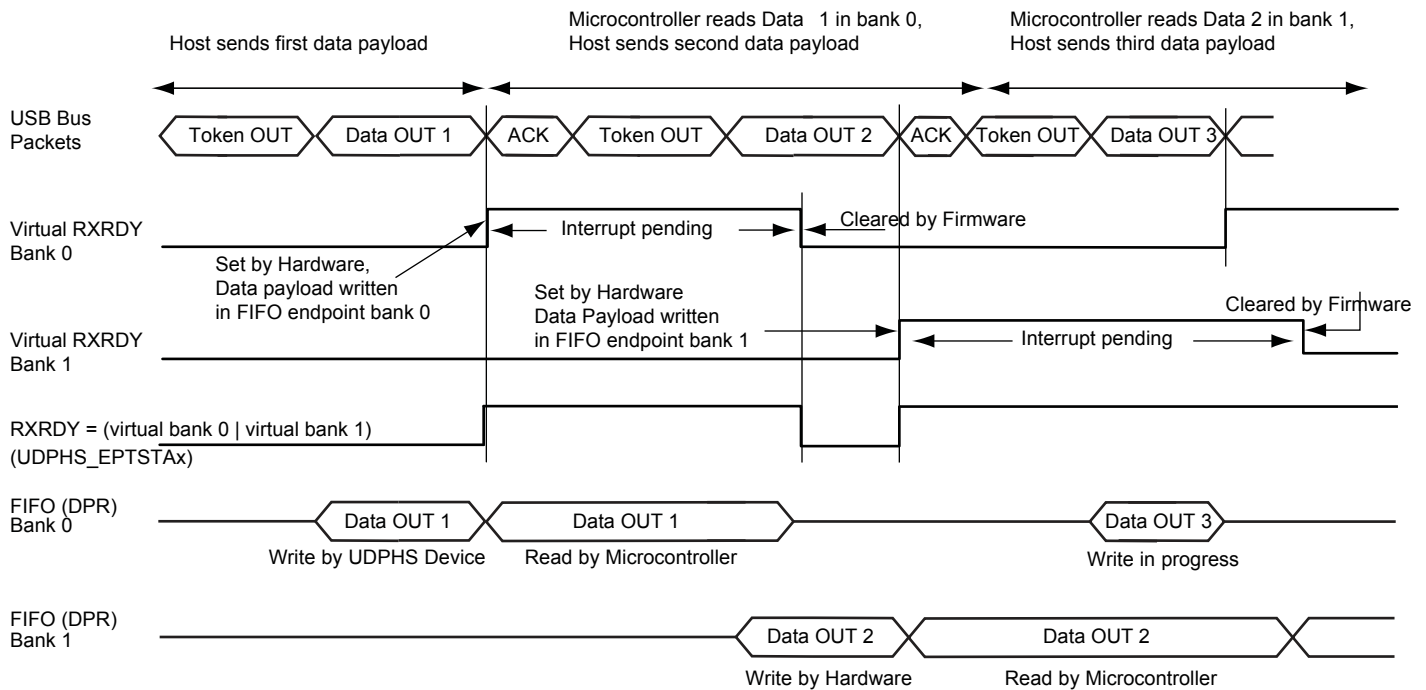 Host sends first data payload
Microcontroller reads Data 1 in bank 0,
Host sends second data payload
Microcontroller reads Data 2 in bank 1,
Host sends third data payload
USB Bus
Packets
Token OUT
Data OUT 1
ACK
Token OUT
Data OUT 2
ACK
Token OUT
Data OUT 3
Virtual RXRDY
Bank 0
Interrupt pending
Cleared by Firmware
Set by Hardware,
Data payload written
in FIFO endpoint bank 0
Set by Hardware
Data Payload written
in FIFO endpoint bank 1
Cleared by Firmware
Virtual RXRDY
Bank 1
Interrupt pending
RXRDY = (virtual bank 0 | virtual bank 1)
(UDPHS_EPTSTAx)
FIFO (DPR)
Bank 0
Data OUT 1
Data OUT 1
Data OUT 3
Write by UDPHS Device
Read by Microcontroller
Write in progress
FIFO (DPR)
Bank 1
Data OUT 2
Data OUT 2
Write by Hardware
Read by Microcontroller